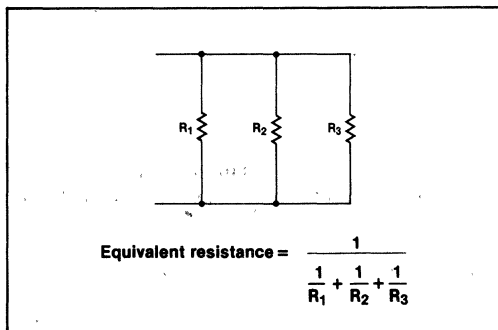 R1 R2 R3
Equivalent resistance = 1
1/R1 + 1/R2 + 1/R3